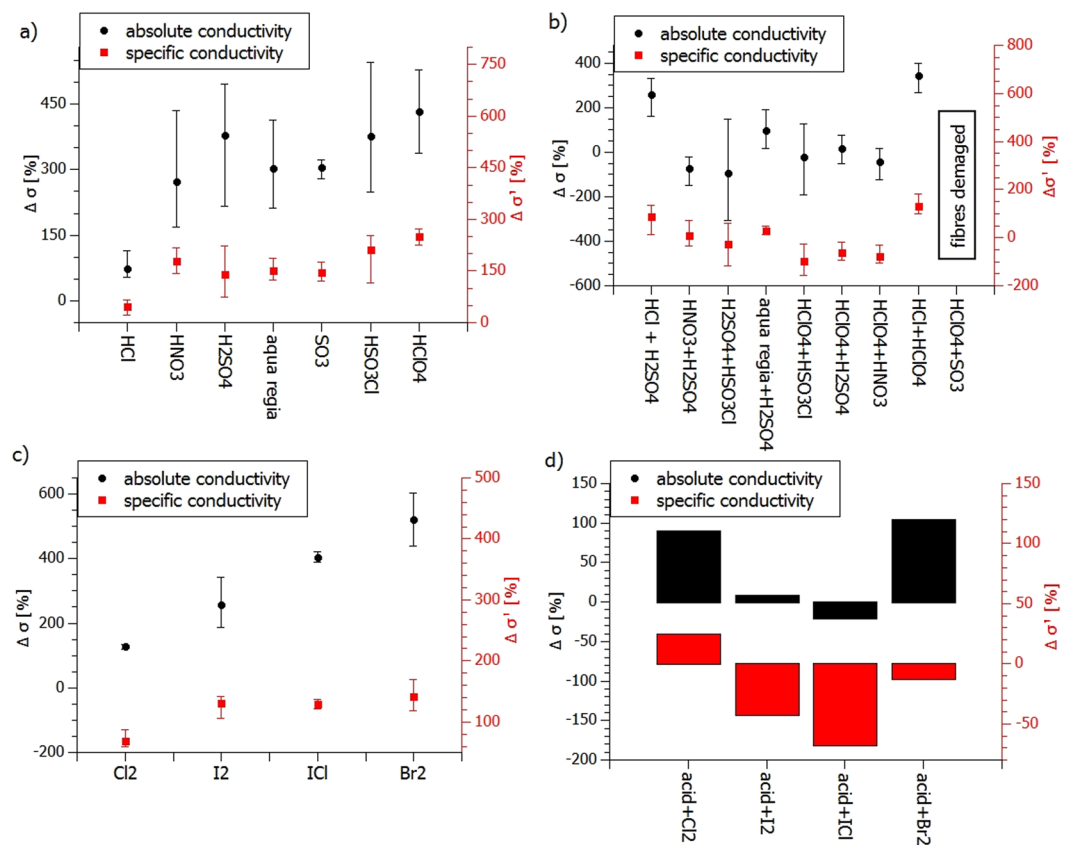 a)
absolute conductivity
specific conductivity
450
300
150
0
Δ σ [%]
750
600
450
300
150
0
Δ σ' [%]
HCl
HNO3
H2SO4
aqua regia
SO3
HSO3Cl
HClO4
b)
absolute conductivity
specific conductivity
400
200
0
-200
-400
-600
Δ σ [%]
800
600
400
200
0
-200
Δσ' [%]
fibres demaged
HCl + H2SO4
HNO3+H2SO4
H2SO4+HSO3Cl
aqua regia+H2SO4
HClO4+HSO3Cl
HClO4+H2SO4
HClO4+HNO3
HCl+HClO4
HClO4+SO3
c)
absolute conductivity
specific conductivity
600
400
200
0
-200
Δ σ [%]
500
400
300
200
100
Δ σ' [%]
Cl2
I2
ICl
Br2
d)
absolute conductivity
specific conductivity
150
100
50
0
-50
-100
-150
-200
Δ σ [%]
150
100
50
0
-50
Δ σ' [%]
acid+Cl2
acid+I2
acid+ICl
acid+Br2